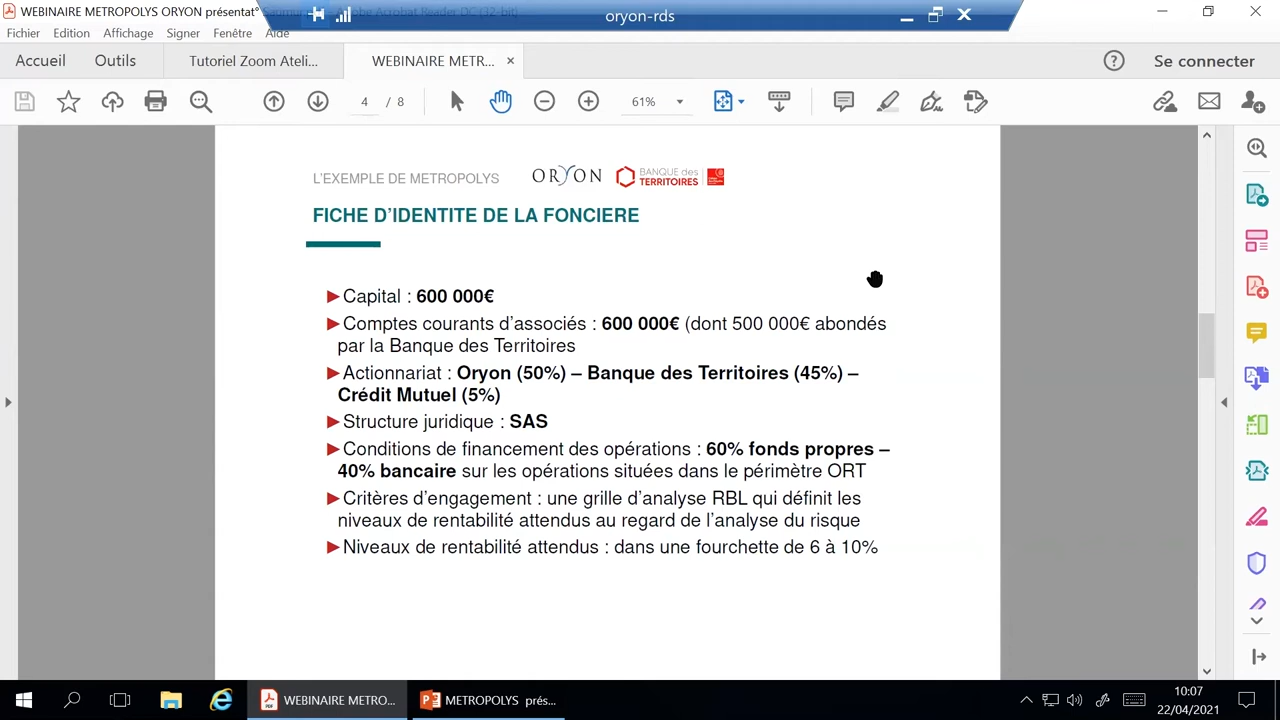 WEBINAIRE METROPOLYS ORYON présentat°
oryon-rds
Fichier Edition Affichage Signer Fenêtre Aide
Accueil Outils Tutoriel Zoom Ateli... WEBINAIRE METR... × Se connecter
4 / 8 61%
L'EXEMPLE DE METROPOLYS ORYON BANQUE des TERRITOIRES
FICHE D'IDENTITE DE LA FONCIERE
►Capital : 600 000€
►Comptes courants d'associés : 600 000€ (dont 500 000€ abondés
par la Banque des Territoires
►Actionnariat : Oryon (50%) – Banque des Territoires (45%) –
Crédit Mutuel (5%)
►Structure juridique : SAS
►Conditions de financement des opérations : 60% fonds propres –
40% bancaire sur les opérations situées dans le périmètre ORT
►Critères d'engagement : une grille d'analyse RBL qui définit les
niveaux de rentabilité attendus au regard de l'analyse du risque
►Niveaux de rentabilité attendus : dans une fourchette de 6 à 10%
WEBINAIRE METRO... METROPOLYS prés...
10:07
22/04/2021